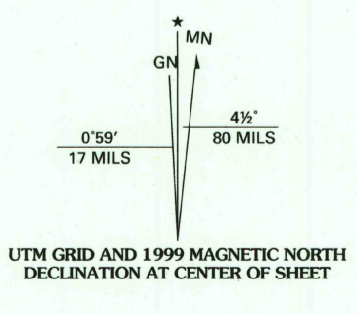 ★
MN
GN
0°59′
17 MILS
4½°
80 MILS
UTM GRID AND 1999 MAGNETIC NORTH
DECLINATION AT CENTER OF SHEET